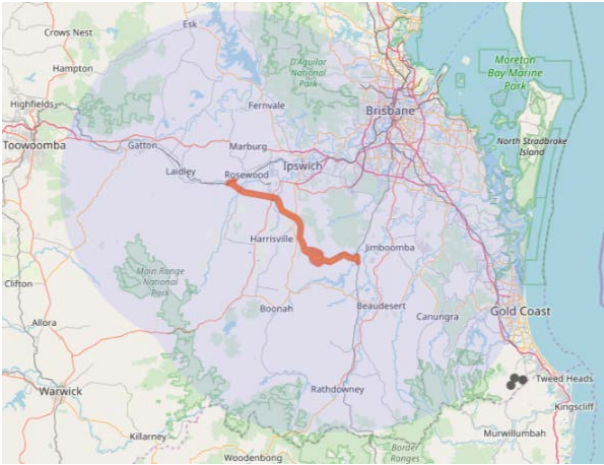 Esk
Crows Nest
D'Aguilar
National
Park
Moreton
Bay Marine
Park
Hampton
Highfields
Fernvale
Brisbane
Toowoomba
Gatton
Marburg
North Stradbroke
Island
Laidley
Rosewood
Ipswich
Harrisville
Jimboomba
Main Range
National
Park
Clifton
Boonah
Beaudesert
Canungra
Gold Coast
Allora
Rathdowney
Tweed Heads
Warwick
Kingscliff
Killarney
Murwillumbah
Woodenbong
Border
Ranges